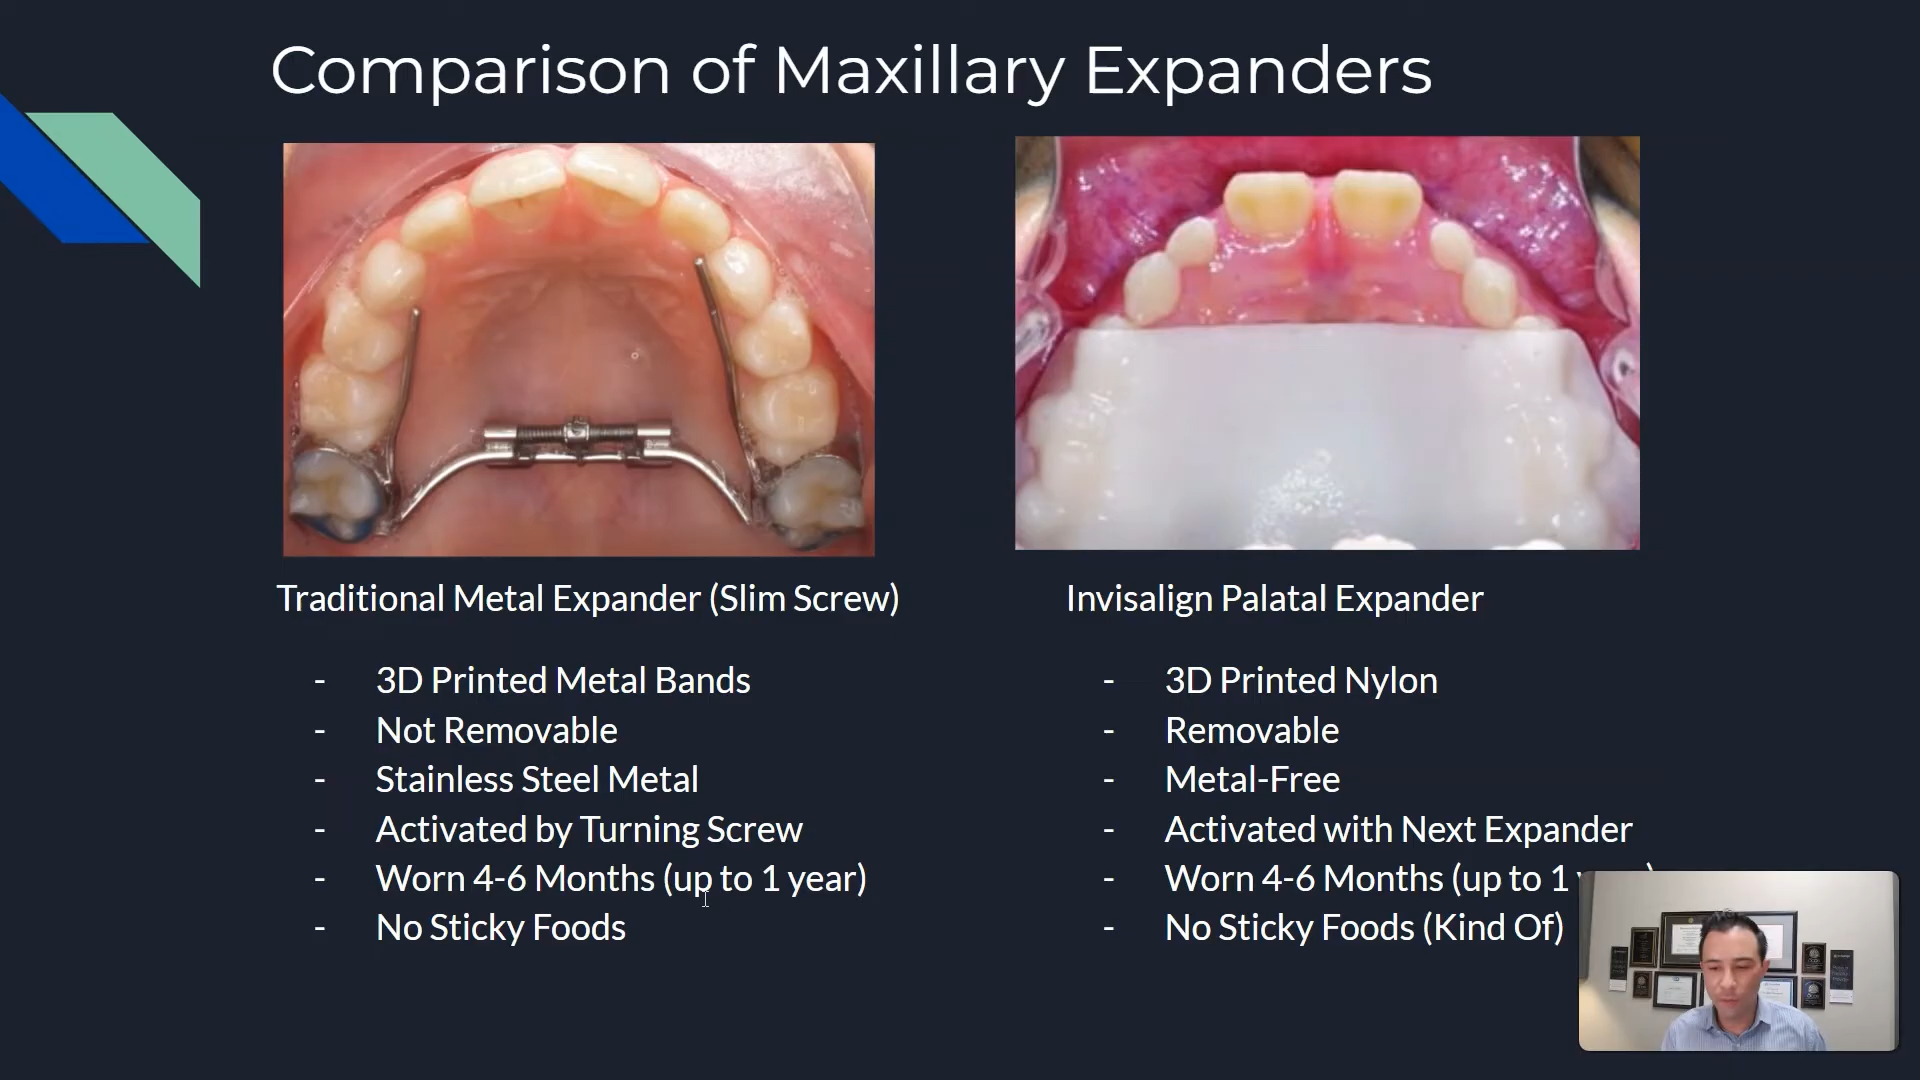 Comparison of Maxillary Expanders
Traditional Metal Expander (Slim Screw)
- 3D Printed Metal Bands
- Not Removable
- Stainless Steel Metal
- Activated by Turning Screw
- Worn 4-6 Months (up to 1 year)
- No Sticky Foods
Invisalign Palatal Expander
- 3D Printed Nylon
- Removable
- Metal-Free
- Activated with Next Expander
- Worn 4-6 Months (up to 1
- No Sticky Foods (Kind Of)